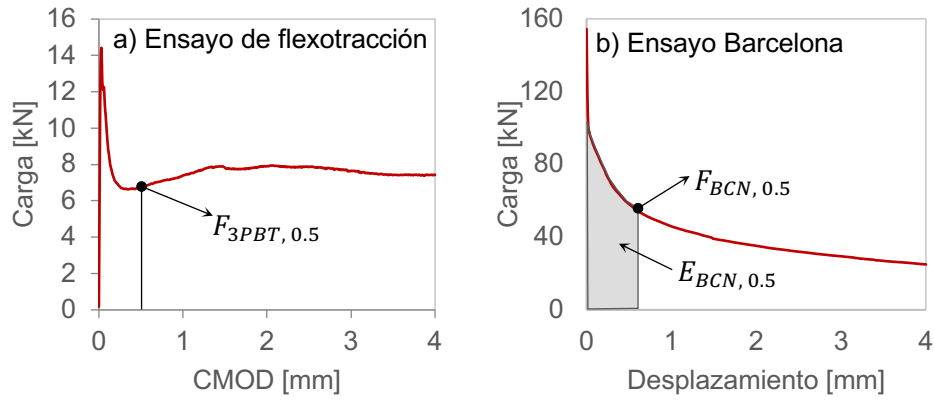 a) Ensayo de flexotracción
Carga [kN]
16
14
12
10
8
6
4
2
0
F3PBT, 0.5
0
1
2
3
4
CMOD [mm]
b) Ensayo Barcelona
Carga [kN]
160
120
80
40
0
FBCN, 0.5
EBCN, 0.5
0
1
2
3
4
Desplazamiento [mm]